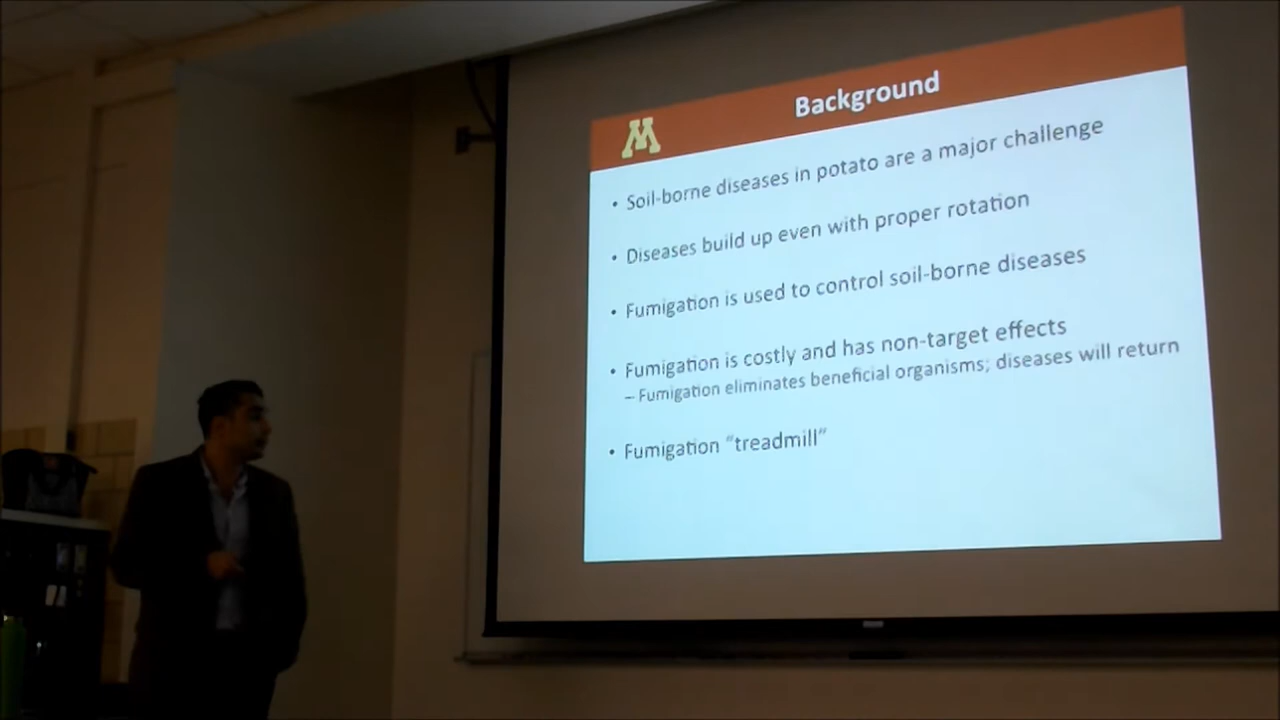 M
Background
• Soil-borne diseases in potato are a major challenge
• Diseases build up even with proper rotation
• Fumigation is used to control soil-borne diseases
• Fumigation is costly and has non-target effects
– Fumigation eliminates beneficial organisms; diseases will return
• Fumigation "treadmill"